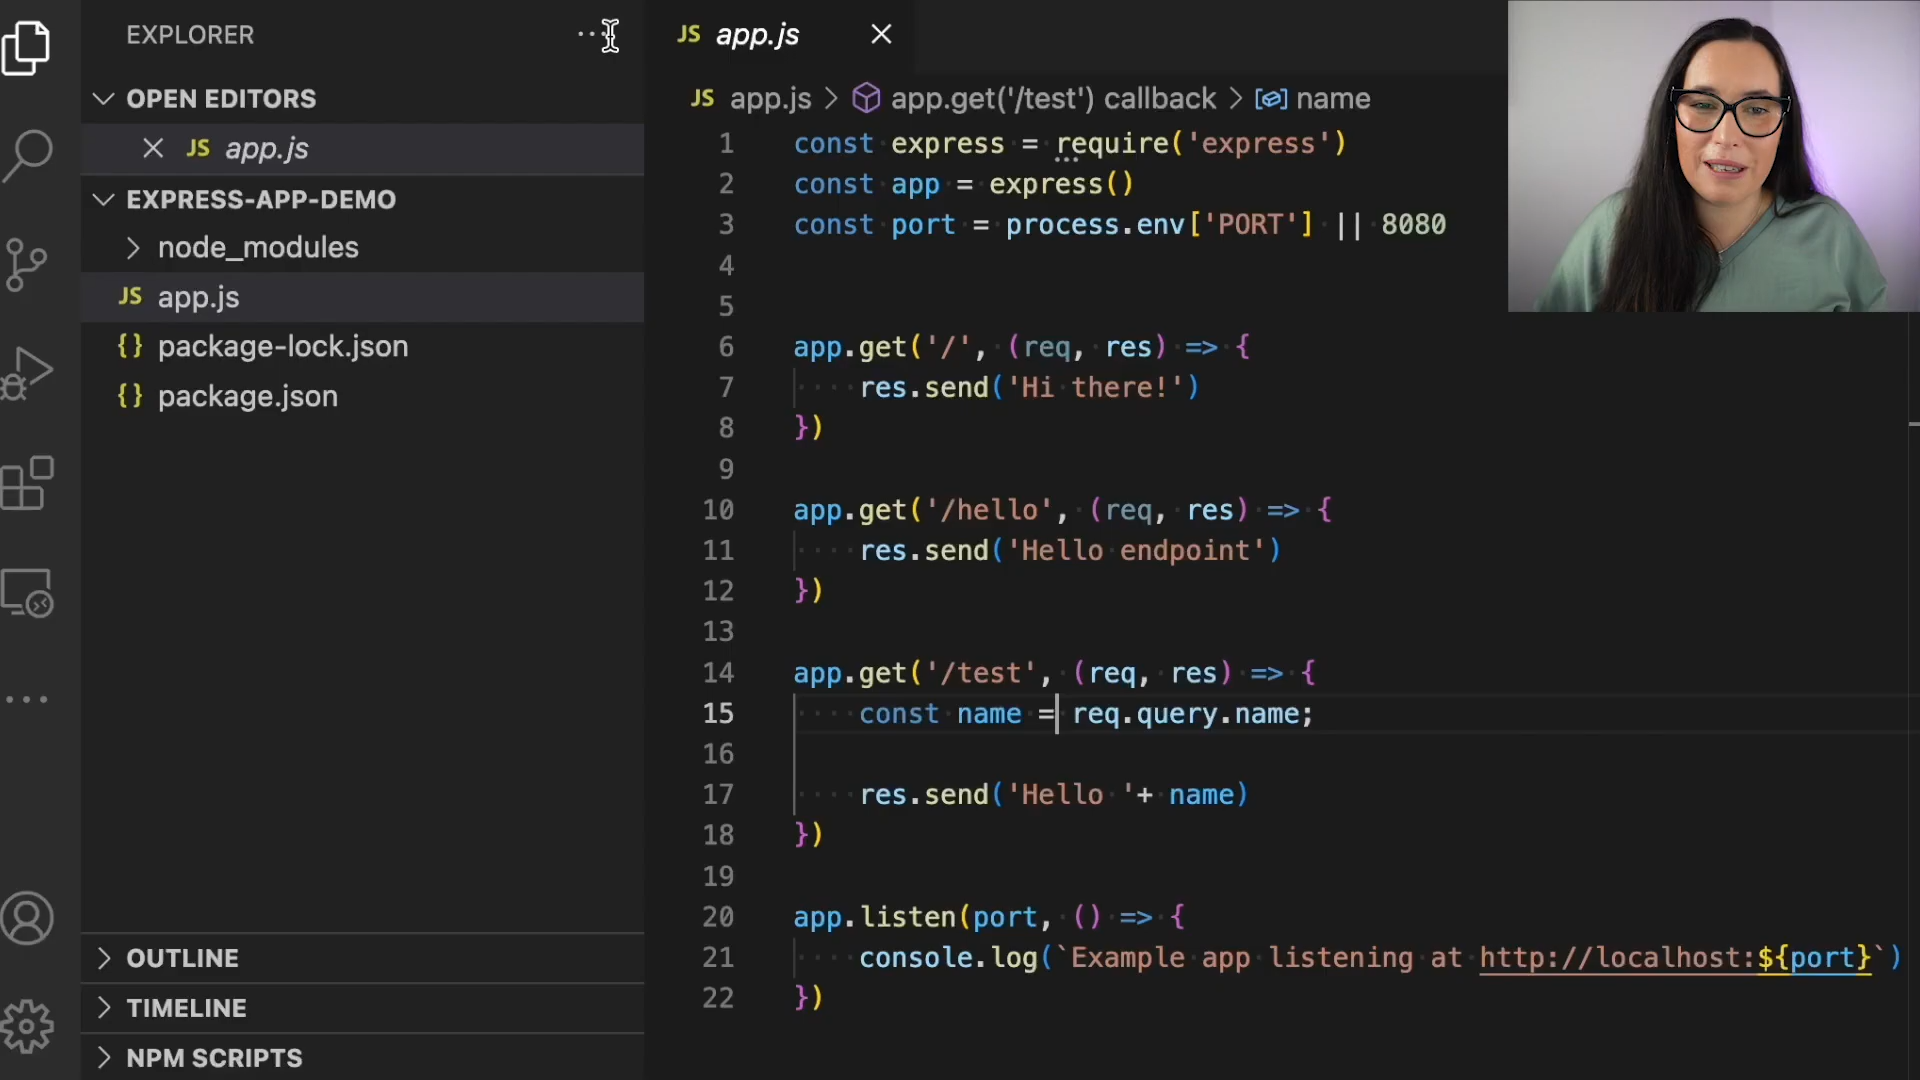 EXPLORER
OPEN EDITORS
JS app.js
EXPRESS-APP-DEMO
node_modules
JS app.js
{} package-lock.json
{} package.json
OUTLINE
TIMELINE
NPM SCRIPTS
JS app.js
JS app.js > app.get('/test') callback > name
1 const express = require('express')
2 const app = express()
3 const port = process.env['PORT'] || 8080
4
5
6 app.get('/', (req, res) => {
7 res.send('Hi there!')
8 })
9
10 app.get('/hello', (req, res) => {
11 res.send('Hello endpoint')
12 })
13
14 app.get('/test', (req, res) => {
15 const name = req.query.name;
16
17 res.send('Hello '+ name)
18 })
19
20 app.listen(port, () => {
21 console.log(`Example app listening at http://localhost:${port}`)
22 })